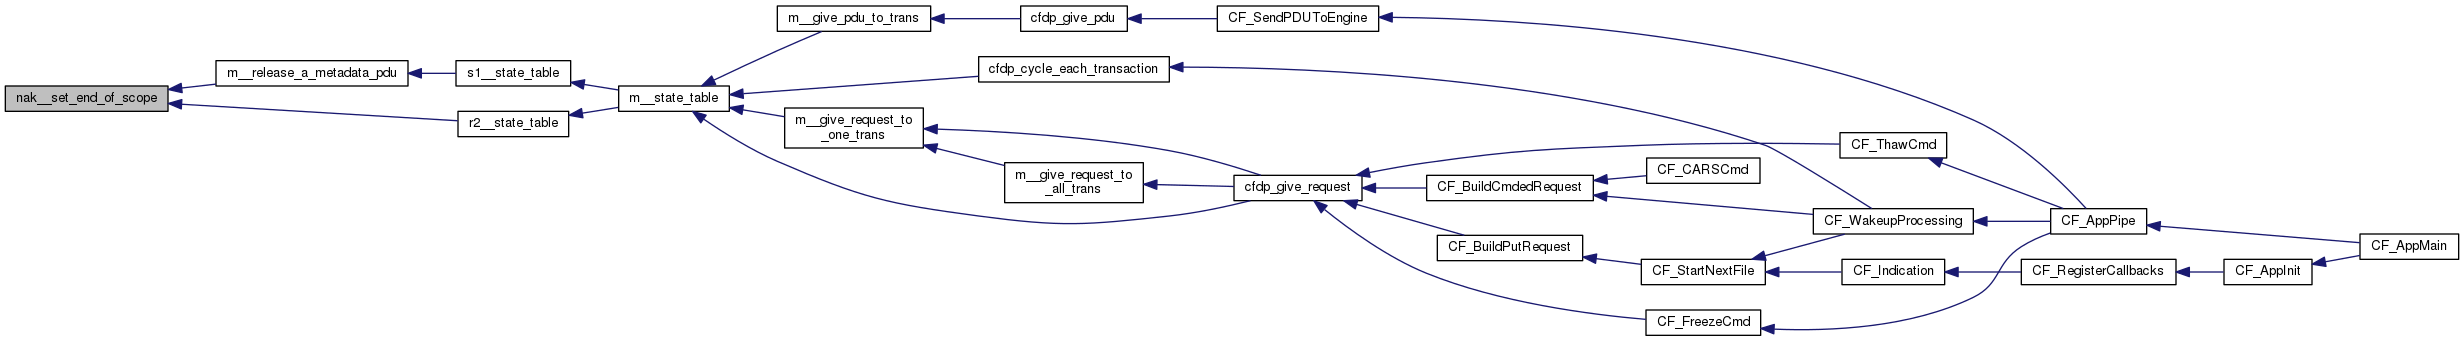 m__give_pdu_to_trans
cfdp_give_pdu
CF_SendPDUToEngine
m__release_a_metadata_pdu
s1__state_table
cfdp_cycle_each_transaction
nak__set_end_of_scope
m__state_table
r2__state_table
m__give_request_to
_one_trans
CF_ThawCmd
m__give_request_to
_all_trans
cfdp_give_request
CF_BuildCmdedRequest
CF_CARSCmd
CF_WakeupProcessing
CF_AppPipe
CF_BuildPutRequest
CF_AppMain
CF_StartNextFile
CF_Indication
CF_RegisterCallbacks
CF_AppInit
CF_FreezeCmd